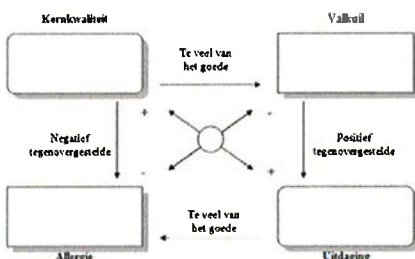 Kernkwaliteit
Valkuil
Te veel van
het goede
+
-
Negatief
tegenovergestelde
Positief
tegenovergestelde
-
+
Te veel van
het goede
Allergie
Uitdaging